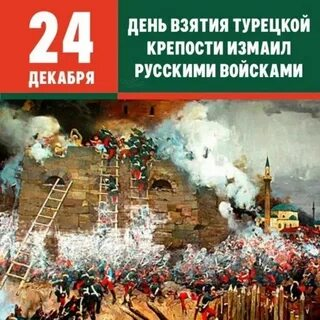 24
ДЕКАБРЯ
ДЕНЬ ВЗЯТИЯ ТУРЕЦКОЙ
КРЕПОСТИ ИЗМАИЛ
РУССКИМИ ВОЙСКАМИ